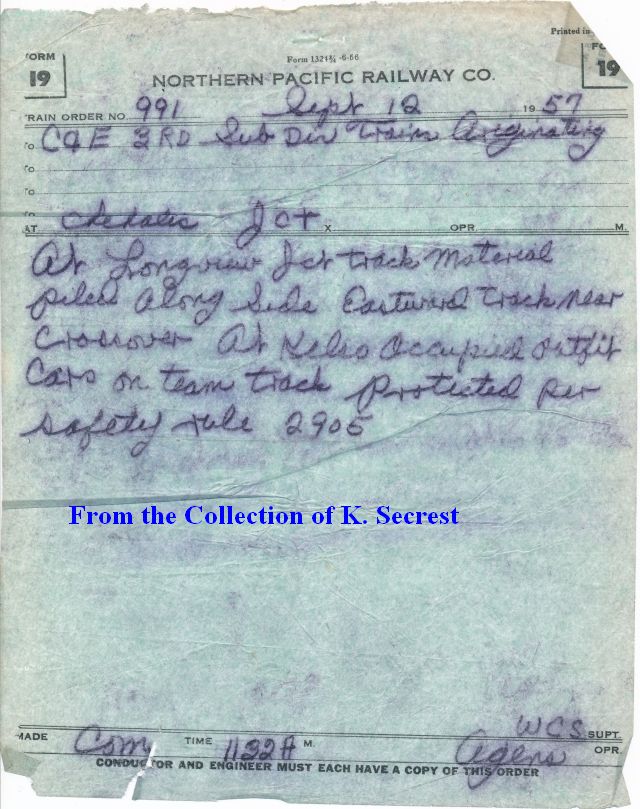 Printed in
FORM 19
Form 1321¾ -6-56
FO 19
NORTHERN PACIFIC RAILWAY CO.
TRAIN ORDER NO. 991 Sept 12 1957
To C&E 3RD Sub Div train Originating
To
To
To
AT Chehalis Jct X OPR. M.
At Longview Jct track material
piled along side Eastward track near
crossover At Kelso Occupied outfit
Cars on team track Protected per
safety rule 2905
From the Collection of K. Secrest
WCS SUPT.
MADE Com TIME 1132 A M. Agens OPR.
CONDUCTOR AND ENGINEER MUST EACH HAVE A COPY OF THIS ORDER